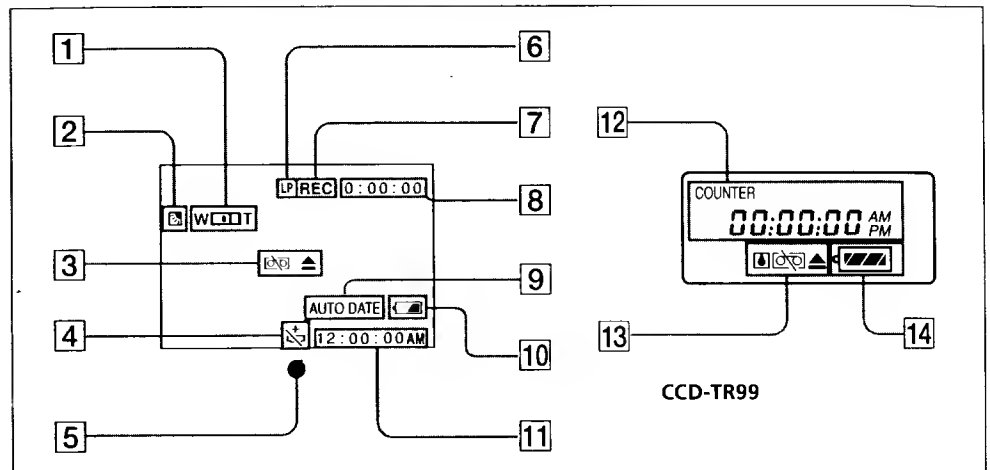 1
6
2
7
12
LP REC 0:00:00
COUNTER
8
W T
00:00:00 AM PM
3
9
AUTO DATE
4
12:00:00AM
10
13
14
CCD-TR99
5
11